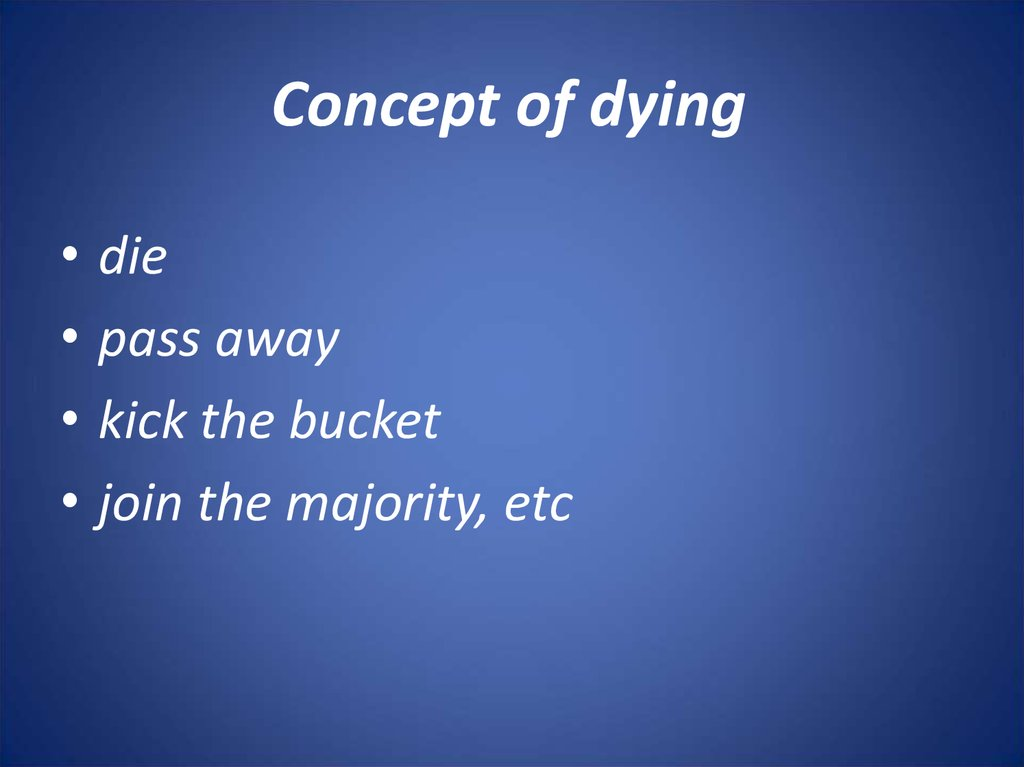 Concept of dying
• die
• pass away
• kick the bucket
• join the majority, etc